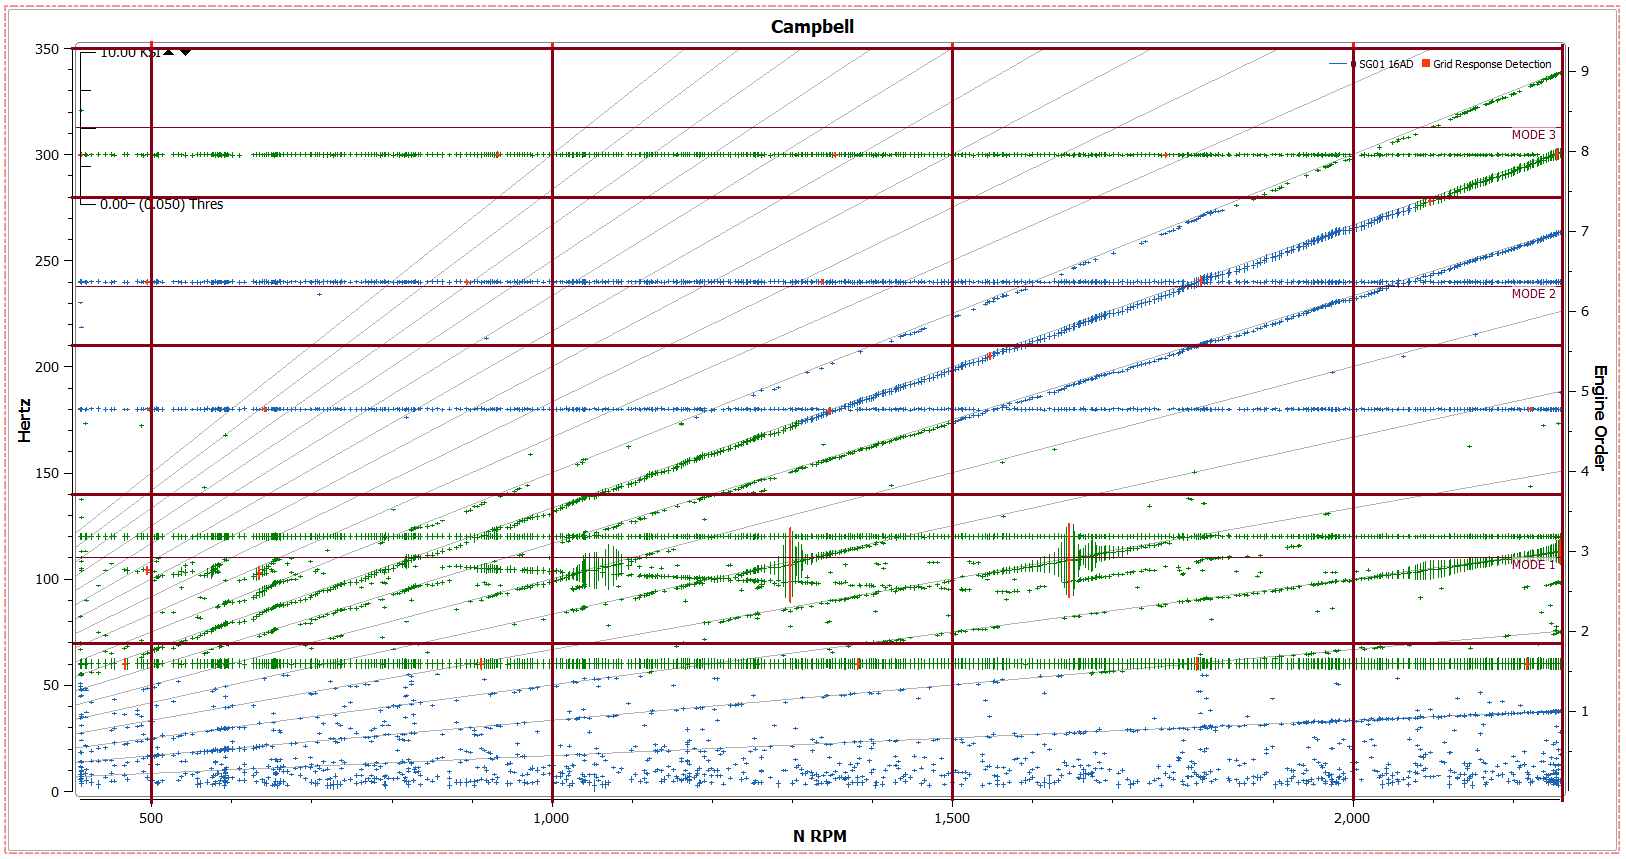 Campbell
10.00 KSI
SG01 16AD
Grid Response Detection
0.00 (0.050) Thres
MODE 3
MODE 2
MODE 1
350
300
250
200
150
100
50
0
Hertz
9
8
7
6
5
4
3
2
1
Engine Order
500
1,000
1,500
2,000
N RPM